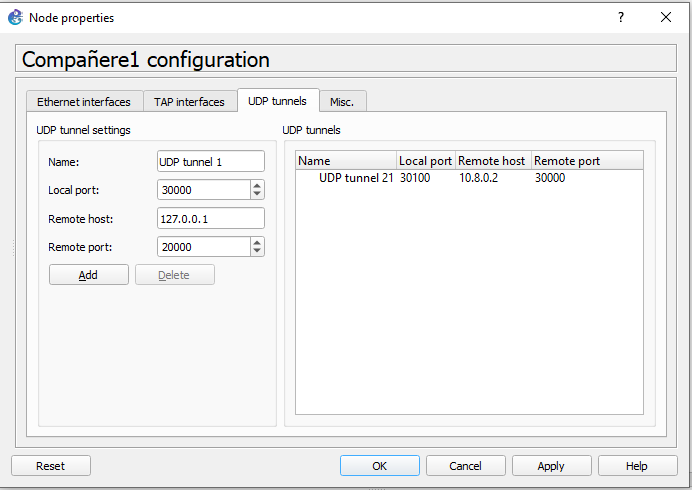 Node properties
?
Compañere1 configuration
Ethernet interfaces TAP interfaces UDP tunnels Misc.
UDP tunnel settings
Name: UDP tunnel 1
Local port: 30000
Remote host: 127.0.0.1
Remote port: 20000
Add Delete
UDP tunnels
Name Local port Remote host Remote port
UDP tunnel 21 30100 10.8.0.2 30000
Reset OK Cancel Apply Help